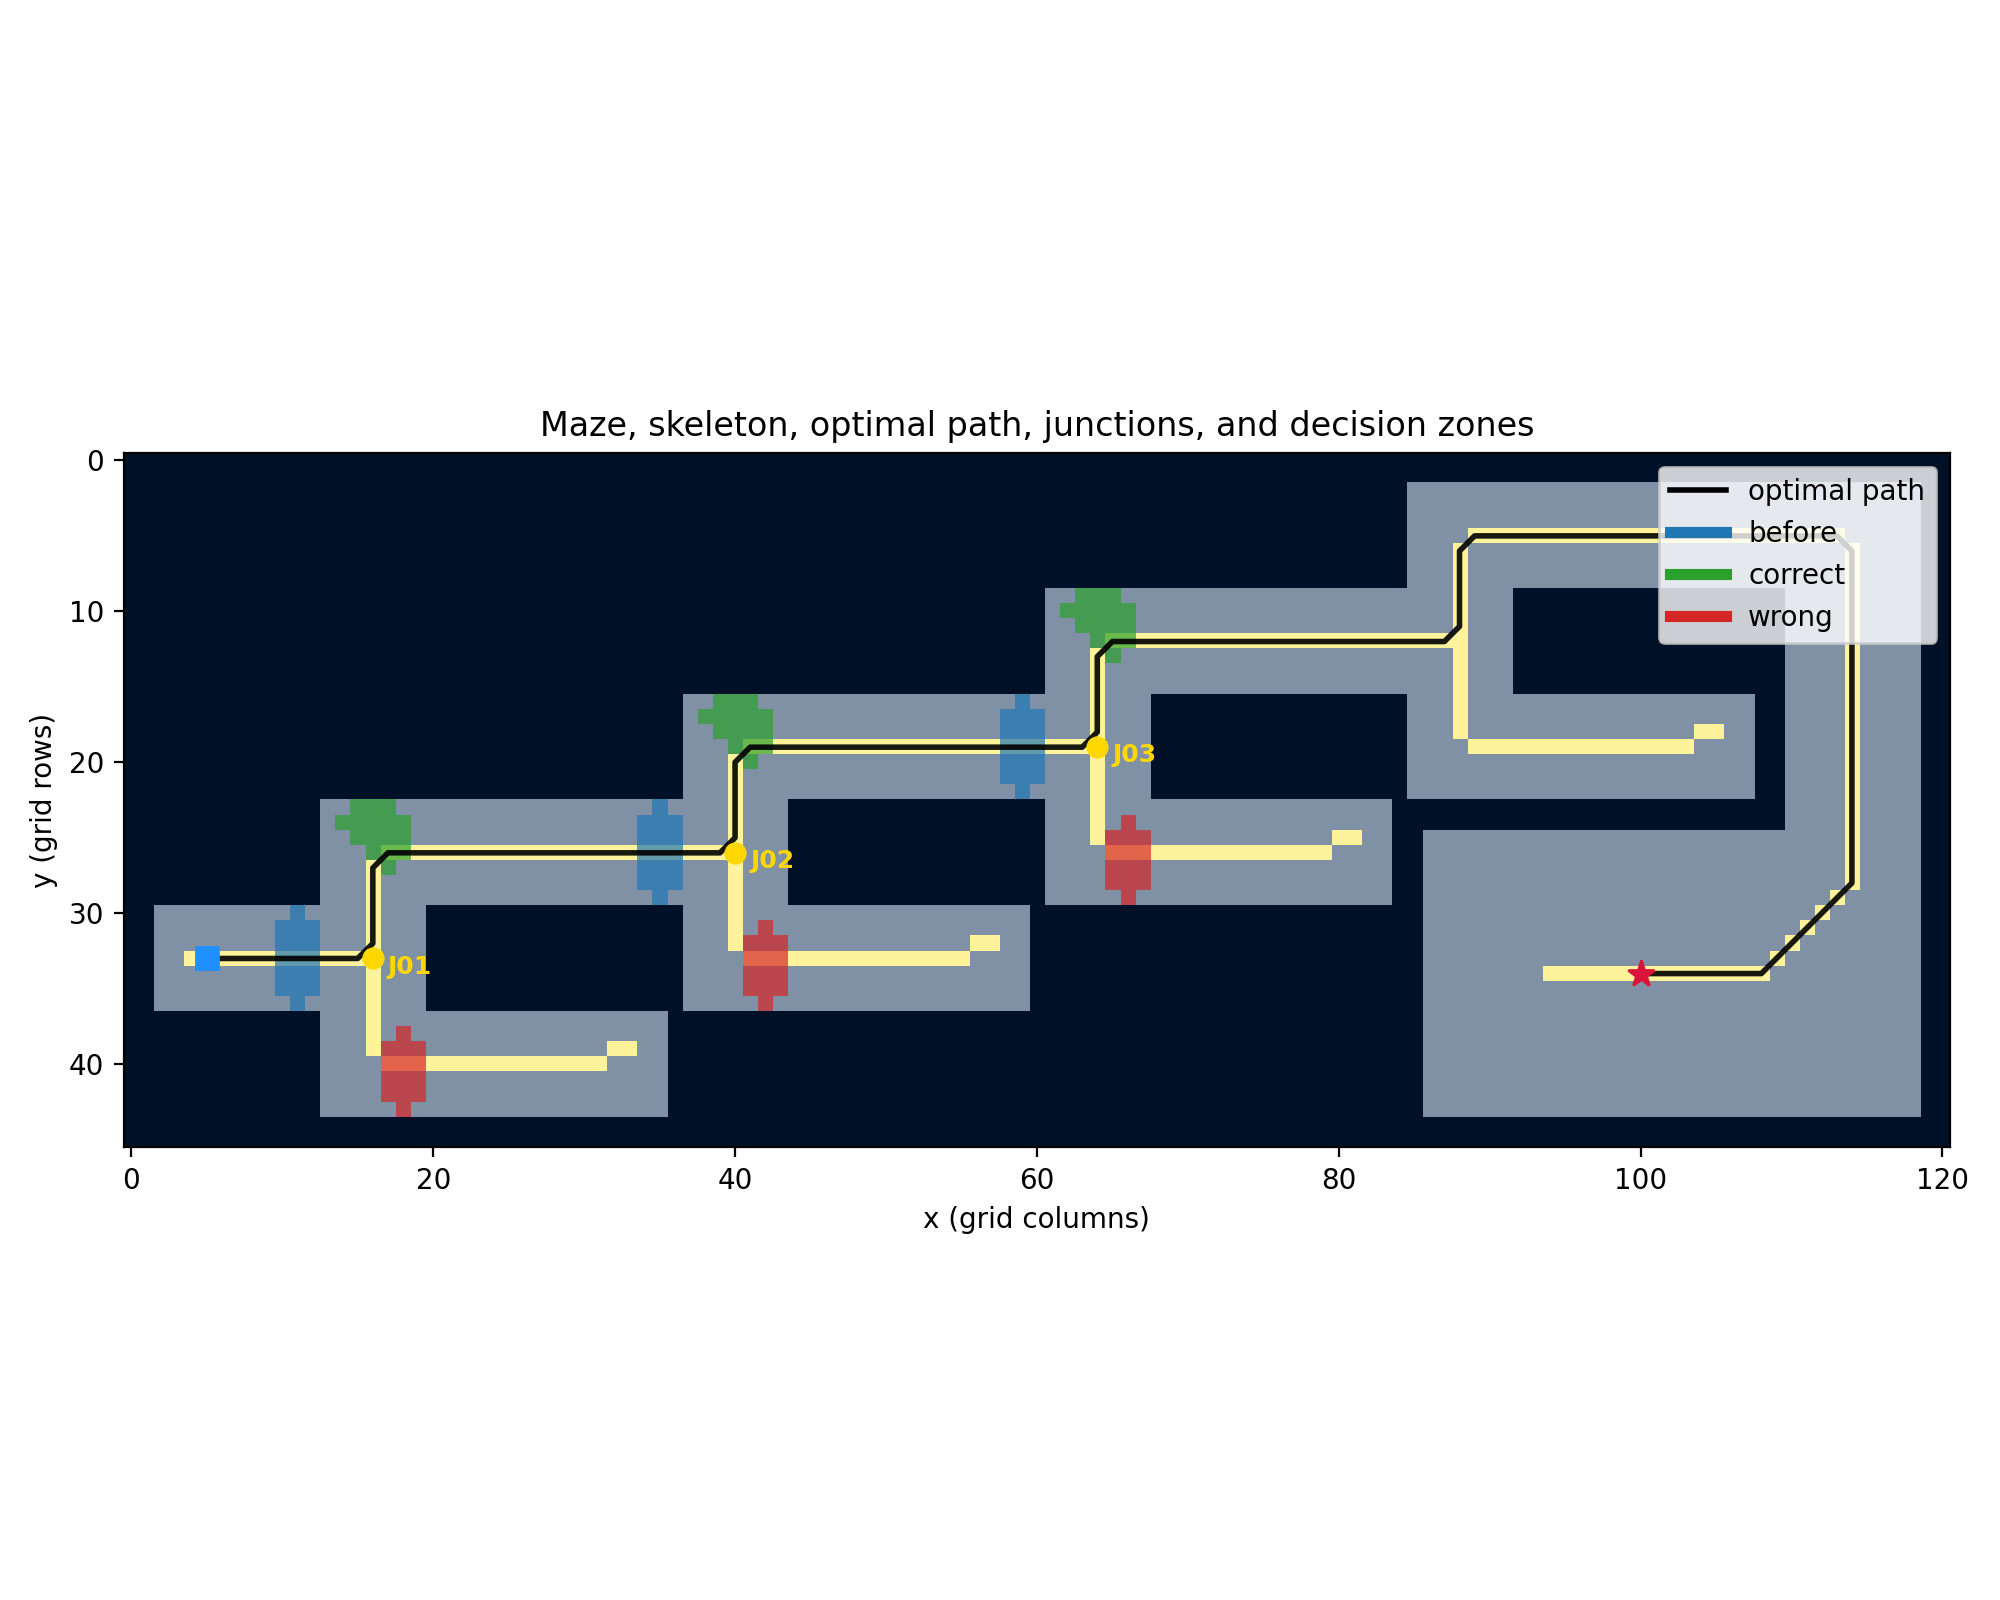 Maze, skeleton, optimal path, junctions, and decision zones
optimal path
before
correct
wrong
J01
J02
J03
0
10
20
30
40
y (grid rows)
0
20
40
60
80
100
120
x (grid columns)